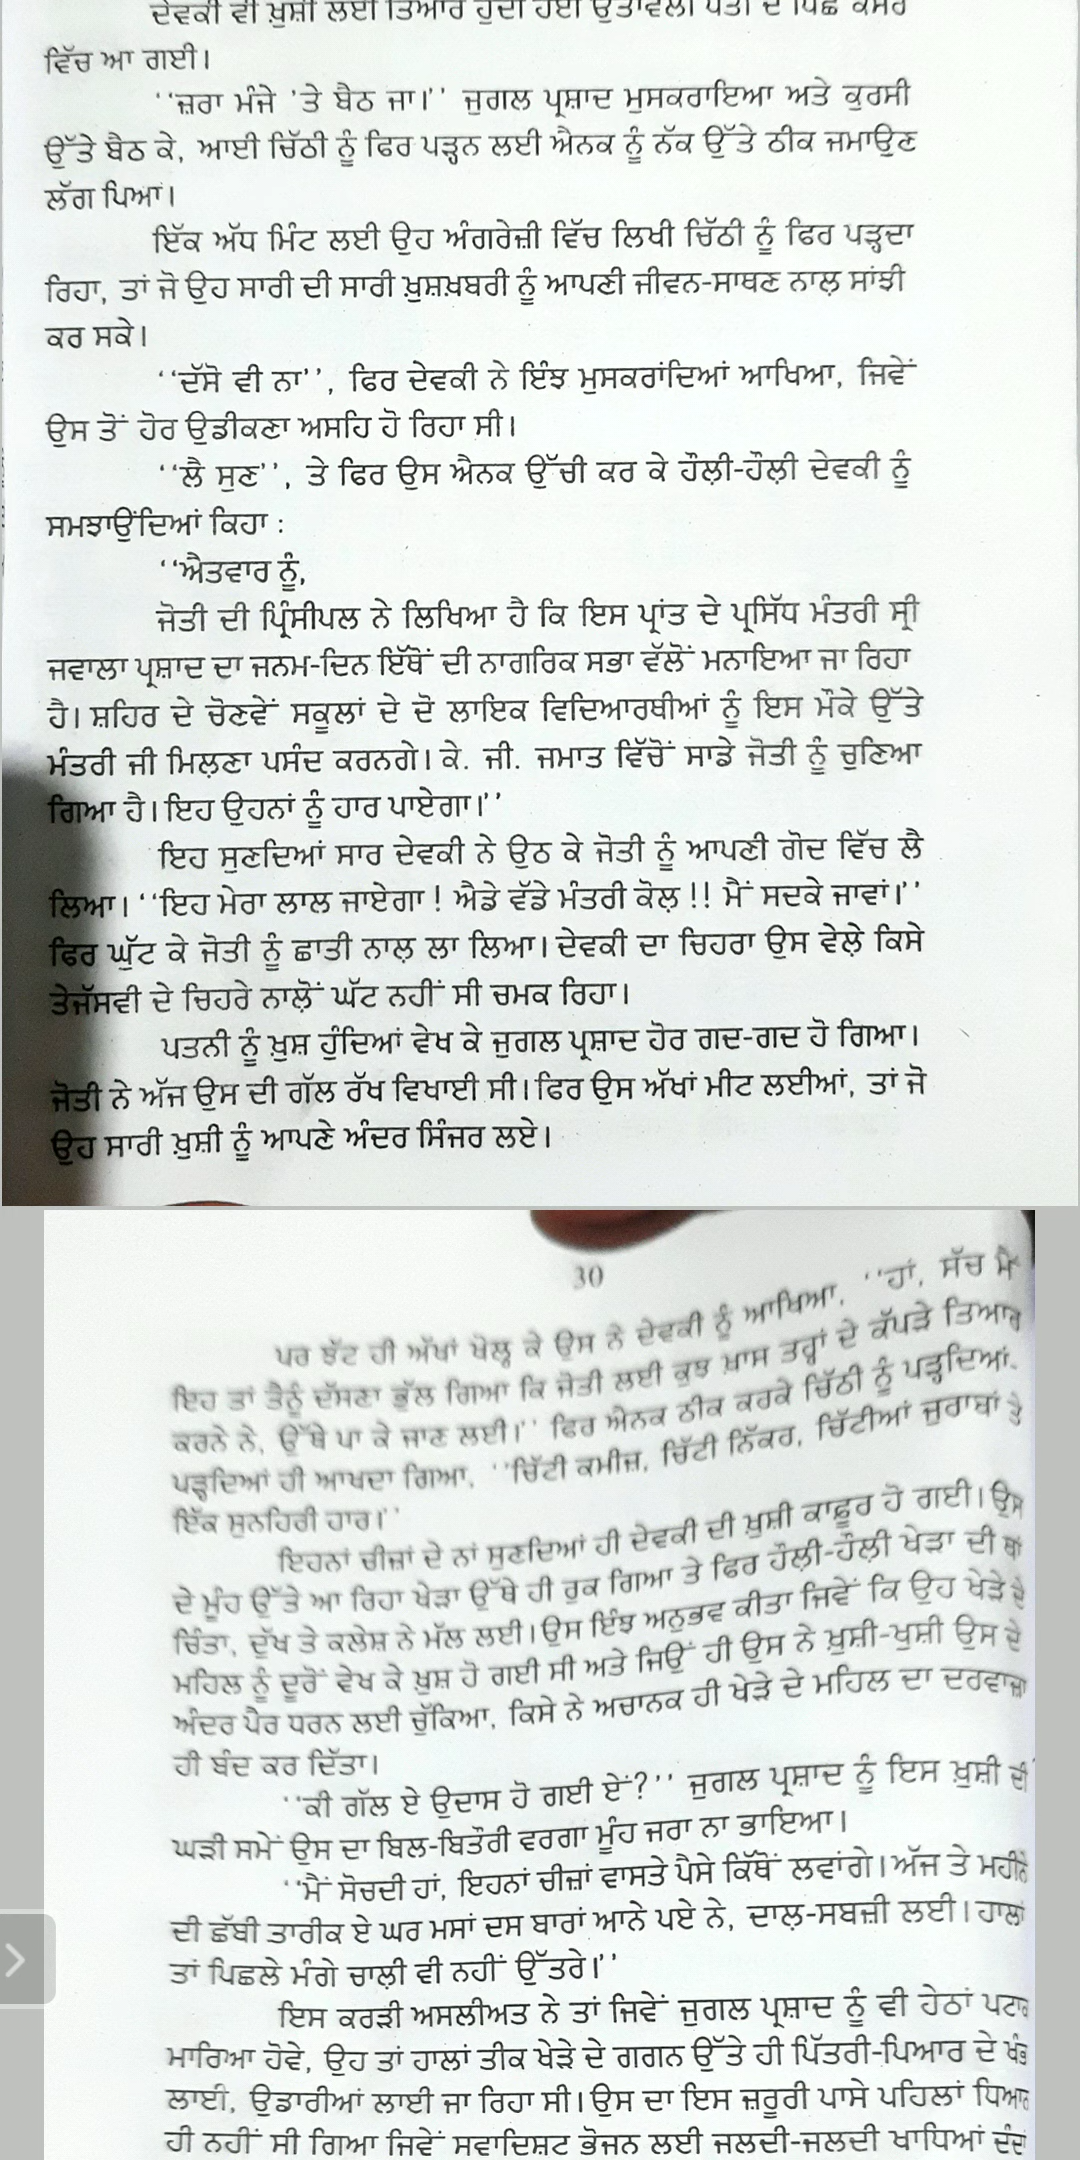 ਦੇਵਕੀ ਵੀ ਖ਼ੁਸ਼ੀ ਲਈ ਤਿਆਰ ਹੁੰਦੀ ਹੋਈ ਉਤਾਵਲੀ ਪਤੀ ਦੇ ਪਿੱਛੇ ਕਮਰੇ
ਵਿੱਚ ਆ ਗਈ।
‘‘ਜ਼ਰਾ ਮੰਜੇ ’ਤੇ ਬੈਠ ਜਾ।’’ ਜੁਗਲ ਪ੍ਰਸ਼ਾਦ ਮੁਸਕਰਾਇਆ ਅਤੇ ਕੁਰਸੀ
ਉੱਤੇ ਬੈਠ ਕੇ, ਆਈ ਚਿੱਠੀ ਨੂੰ ਫਿਰ ਪੜ੍ਹਨ ਲਈ ਐਨਕ ਨੂੰ ਨੱਕ ਉੱਤੇ ਠੀਕ ਜਮਾਉਣ
ਲੱਗ ਪਿਆਂ।
ਇੱਕ ਅੱਧ ਮਿੰਟ ਲਈ ਉਹ ਅੰਗਰੇਜ਼ੀ ਵਿੱਚ ਲਿਖੀ ਚਿੱਠੀ ਨੂੰ ਫਿਰ ਪੜ੍ਹਦਾ
ਰਿਹਾ, ਤਾਂ ਜੋ ਉਹ ਸਾਰੀ ਦੀ ਸਾਰੀ ਖ਼ੁਸ਼ਖ਼ਬਰੀ ਨੂੰ ਆਪਣੀ ਜੀਵਨ-ਸਾਥਣ ਨਾਲ਼ ਸਾਂਝੀ
ਕਰ ਸਕੇ।
‘‘ਦੱਸੋ ਵੀ ਨਾ’’, ਫਿਰ ਦੇਵਕੀ ਨੇ ਇੰਝ ਮੁਸਕਰਾਂਦਿਆਂ ਆਖਿਆ, ਜਿਵੇਂ
ਉਸ ਤੋਂ ਹੋਰ ਉਡੀਕਣਾ ਅਸਹਿ ਹੋ ਰਿਹਾ ਸੀ।
‘‘ਲੈ ਸੁਣ’’, ਤੇ ਫਿਰ ਉਸ ਐਨਕ ਉੱਚੀ ਕਰ ਕੇ ਹੌਲ਼ੀ-ਹੌਲ਼ੀ ਦੇਵਕੀ ਨੂੰ
ਸਮਝਾਉਂਦਿਆਂ ਕਿਹਾ :
‘‘ਐਤਵਾਰ ਨੂੰ,
ਜੋਤੀ ਦੀ ਪ੍ਰਿੰਸੀਪਲ ਨੇ ਲਿਖਿਆ ਹੈ ਕਿ ਇਸ ਪ੍ਰਾਂਤ ਦੇ ਪ੍ਰਸਿੱਧ ਮੰਤਰੀ ਸ੍ਰੀ
ਜਵਾਲਾ ਪ੍ਰਸ਼ਾਦ ਦਾ ਜਨਮ-ਦਿਨ ਇੱਥੋਂ ਦੀ ਨਾਗਰਿਕ ਸਭਾ ਵੱਲੋਂ ਮਨਾਇਆ ਜਾ ਰਿਹਾ
ਹੈ। ਸ਼ਹਿਰ ਦੇ ਚੋਣਵੇਂ ਸਕੂਲਾਂ ਦੇ ਦੋ ਲਾਇਕ ਵਿਦਿਆਰਥੀਆਂ ਨੂੰ ਇਸ ਮੌਕੇ ਉੱਤੇ
ਮੰਤਰੀ ਜੀ ਮਿਲ਼ਣਾ ਪਸੰਦ ਕਰਨਗੇ। ਕੇ. ਜੀ. ਜਮਾਤ ਵਿੱਚੋਂ ਸਾਡੇ ਜੋਤੀ ਨੂੰ ਚੁਣਿਆ
ਗਿਆ ਹੈ। ਇਹ ਉਹਨਾਂ ਨੂੰ ਹਾਰ ਪਾਏਗਾ।’’
ਇਹ ਸੁਣਦਿਆਂ ਸਾਰ ਦੇਵਕੀ ਨੇ ਉਠ ਕੇ ਜੋਤੀ ਨੂੰ ਆਪਣੀ ਗੋਦ ਵਿੱਚ ਲੈ
ਲਿਆ। ‘‘ਇਹ ਮੇਰਾ ਲਾਲ ਜਾਏਗਾ ! ਐਡੇ ਵੱਡੇ ਮੰਤਰੀ ਕੋਲ਼ !! ਮੈਂ ਸਦਕੇ ਜਾਵਾਂ।’’
ਫਿਰ ਘੁੱਟ ਕੇ ਜੋਤੀ ਨੂੰ ਛਾਤੀ ਨਾਲ਼ ਲਾ ਲਿਆ। ਦੇਵਕੀ ਦਾ ਚਿਹਰਾ ਉਸ ਵੇਲ਼ੇ ਕਿਸੇ
ਤੇਜੱਸਵੀ ਦੇ ਚਿਹਰੇ ਨਾਲ਼ੋਂ ਘੱਟ ਨਹੀਂ ਸੀ ਚਮਕ ਰਿਹਾ।
ਪਤਨੀ ਨੂੰ ਖ਼ੁਸ਼ ਹੁੰਦਿਆਂ ਵੇਖ ਕੇ ਜੁਗਲ ਪ੍ਰਸ਼ਾਦ ਹੋਰ ਗਦ-ਗਦ ਹੋ ਗਿਆ।
ਜੋਤੀ ਨੇ ਅੱਜ ਉਸ ਦੀ ਗੱਲ ਰੱਖ ਵਿਖਾਈ ਸੀ। ਫਿਰ ਉਸ ਅੱਖਾਂ ਮੀਟ ਲਈਆਂ, ਤਾਂ ਜੋ
ਉਹ ਸਾਰੀ ਖ਼ੁਸ਼ੀ ਨੂੰ ਆਪਣੇ ਅੰਦਰ ਸਿੰਜਰ ਲਏ।
30
ਪਰ ਝੱਟ ਹੀ ਅੱਖਾਂ ਖੋਲ੍ਹ ਕੇ ਉਸ ਨੇ ਦੇਵਕੀ ਨੂੰ ਆਖਿਆ, ‘‘ਹਾਂ, ਸੱਚ ਮੈਂ
ਇਹ ਤਾਂ ਤੈਨੂੰ ਦੱਸਣਾ ਭੁੱਲ ਗਿਆ ਕਿ ਜੋਤੀ ਲਈ ਕੁਝ ਖ਼ਾਸ ਤਰ੍ਹਾਂ ਦੇ ਕੱਪੜੇ ਤਿਆਰ
ਕਰਨੇ ਨੇ, ਉੱਥੇ ਪਾ ਕੇ ਜਾਣ ਲਈ।’’ ਫਿਰ ਐਨਕ ਠੀਕ ਕਰਕੇ ਚਿੱਠੀ ਨੂੰ ਪੜ੍ਹਦਿਆਂ-
ਪੜ੍ਹਦਿਆਂ ਹੀ ਆਖਦਾ ਗਿਆ, ‘‘ਚਿੱਟੀ ਕਮੀਜ਼, ਚਿੱਟੀ ਨਿੱਕਰ, ਚਿੱਟੀਆਂ ਜੁਰਾਬਾਂ ਤੇ
ਇੱਕ ਸੁਨਹਿਰੀ ਹਾਰ।’’
ਇਹਨਾਂ ਚੀਜ਼ਾਂ ਦੇ ਨਾਂ ਸੁਣਦਿਆਂ ਹੀ ਦੇਵਕੀ ਦੀ ਖ਼ੁਸ਼ੀ ਕਾਫ਼ੂਰ ਹੋ ਗਈ। ਉਸ
ਦੇ ਮੂੰਹ ਉੱਤੇ ਆ ਰਿਹਾ ਖੇੜਾ ਉੱਥੇ ਹੀ ਰੁਕ ਗਿਆ ਤੇ ਫਿਰ ਹੌਲ਼ੀ-ਹੌਲ਼ੀ ਖੇੜਾ ਦੀ ਥਾਂ
ਚਿੰਤਾ, ਦੁੱਖ ਤੇ ਕਲੇਸ਼ ਨੇ ਮੱਲ ਲਈ। ਉਸ ਇੰਝ ਅਨੁਭਵ ਕੀਤਾ ਜਿਵੇਂ ਕਿ ਉਹ ਖੇੜੇ ਦੇ
ਮਹਿਲ ਨੂੰ ਦੂਰੋਂ ਵੇਖ ਕੇ ਖ਼ੁਸ਼ ਹੋ ਗਈ ਸੀ ਅਤੇ ਜਿਉਂ ਹੀ ਉਸ ਨੇ ਖ਼ੁਸ਼ੀ-ਖੁਸ਼ੀ ਉਸ ਦੇ
ਅੰਦਰ ਪੈਰ ਧਰਨ ਲਈ ਚੁੱਕਿਆ, ਕਿਸੇ ਨੇ ਅਚਾਨਕ ਹੀ ਖੇੜੇ ਦੇ ਮਹਿਲ ਦਾ ਦਰਵਾਜ਼ਾ
ਹੀ ਬੰਦ ਕਰ ਦਿੱਤਾ।
‘‘ਕੀ ਗੱਲ ਏ ਉਦਾਸ ਹੋ ਗਈ ਏਂ?’’ ਜੁਗਲ ਪ੍ਰਸ਼ਾਦ ਨੂੰ ਇਸ ਖ਼ੁਸ਼ੀ ਦੀ
ਘੜੀ ਸਮੇਂ ਉਸ ਦਾ ਬਿਲ-ਬਿਤੌਰੀ ਵਰਗਾ ਮੂੰਹ ਜਰਾ ਨਾ ਭਾਇਆ।
‘‘ਮੈਂ ਸੋਚਦੀ ਹਾਂ, ਇਹਨਾਂ ਚੀਜ਼ਾਂ ਵਾਸਤੇ ਪੈਸੇ ਕਿੱਥੋਂ ਲਵਾਂਗੇ। ਅੱਜ ਤੇ ਮਹੀਨੇ
ਦੀ ਛੱਬੀ ਤਾਰੀਕ ਏ ਘਰ ਮਸਾਂ ਦਸ ਬਾਰਾਂ ਆਨੇ ਪਏ ਨੇ, ਦਾਲ਼-ਸਬਜ਼ੀ ਲਈ। ਹਾਲਾਂ
ਤਾਂ ਪਿਛਲੇ ਮੰਗੇ ਚਾਲ਼ੀ ਵੀ ਨਹੀਂ ਉੱਤਰੇ।’’
ਇਸ ਕਰੜੀ ਅਸਲੀਅਤ ਨੇ ਤਾਂ ਜਿਵੇਂ ਜੁਗਲ ਪ੍ਰਸ਼ਾਦ ਨੂੰ ਵੀ ਹੇਠਾਂ
ਮਾਰਿਆ ਹੋਵੇ, ਉਹ ਤਾਂ ਹਾਲਾਂ ਤੀਕ ਖੇੜੇ ਦੇ ਗਗਨ ਉੱਤੇ ਹੀ ਪਿੱਤਰੀ-ਪਿਆਰ ਦੇ ਖੰਭ
ਲਾਈ, ਉਡਾਰੀਆਂ ਲਾਈ ਜਾ ਰਿਹਾ ਸੀ। ਉਸ ਦਾ ਇਸ ਜ਼ਰੂਰੀ ਪਾਸੇ ਪਹਿਲਾਂ ਧਿਆਨ
ਹੀ ਨਹੀਂ ਸੀ ਗਿਆ ਜਿਵੇਂ ਸਵਾਦਿਸ਼ਟ ਭੋਜਨ ਲਈ ਜਲਦੀ-ਜਲਦੀ ਖਾਧਿਆਂ ਦੰਦਾਂ